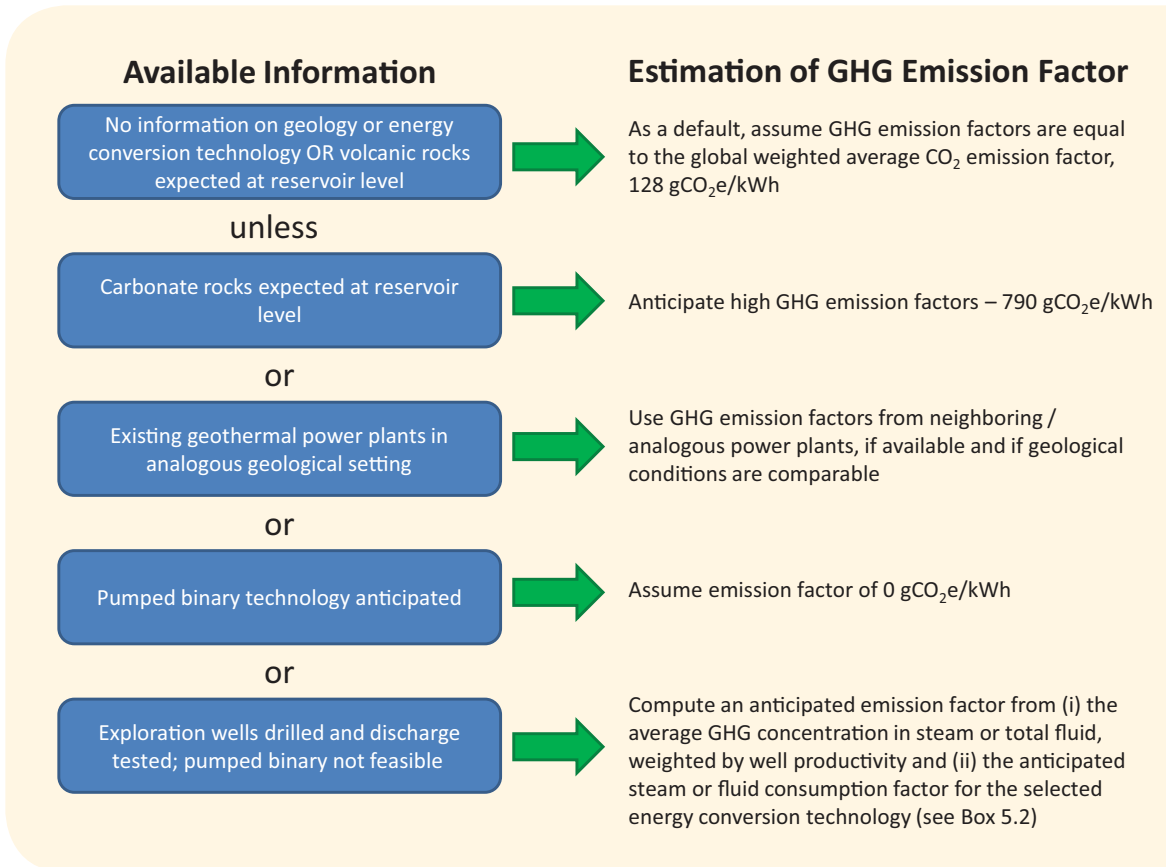 Available Information
Estimation of GHG Emission Factor
No information on geology or energy
conversion technology OR volcanic rocks
expected at reservoir level
As a default, assume GHG emission factors are equal
to the global weighted average CO₂ emission factor,
128 gCO₂e/kWh
unless
Carbonate rocks expected at reservoir
level
Anticipate high GHG emission factors – 790 gCO₂e/kWh
or
Existing geothermal power plants in
analogous geological setting
Use GHG emission factors from neighboring /
analogous power plants, if available and if geological
conditions are comparable
or
Pumped binary technology anticipated
Assume emission factor of 0 gCO₂e/kWh
or
Exploration wells drilled and discharge
tested; pumped binary not feasible
Compute an anticipated emission factor from (i) the
average GHG concentration in steam or total fluid,
weighted by well productivity and (ii) the anticipated
steam or fluid consumption factor for the selected
energy conversion technology (see Box 5.2)